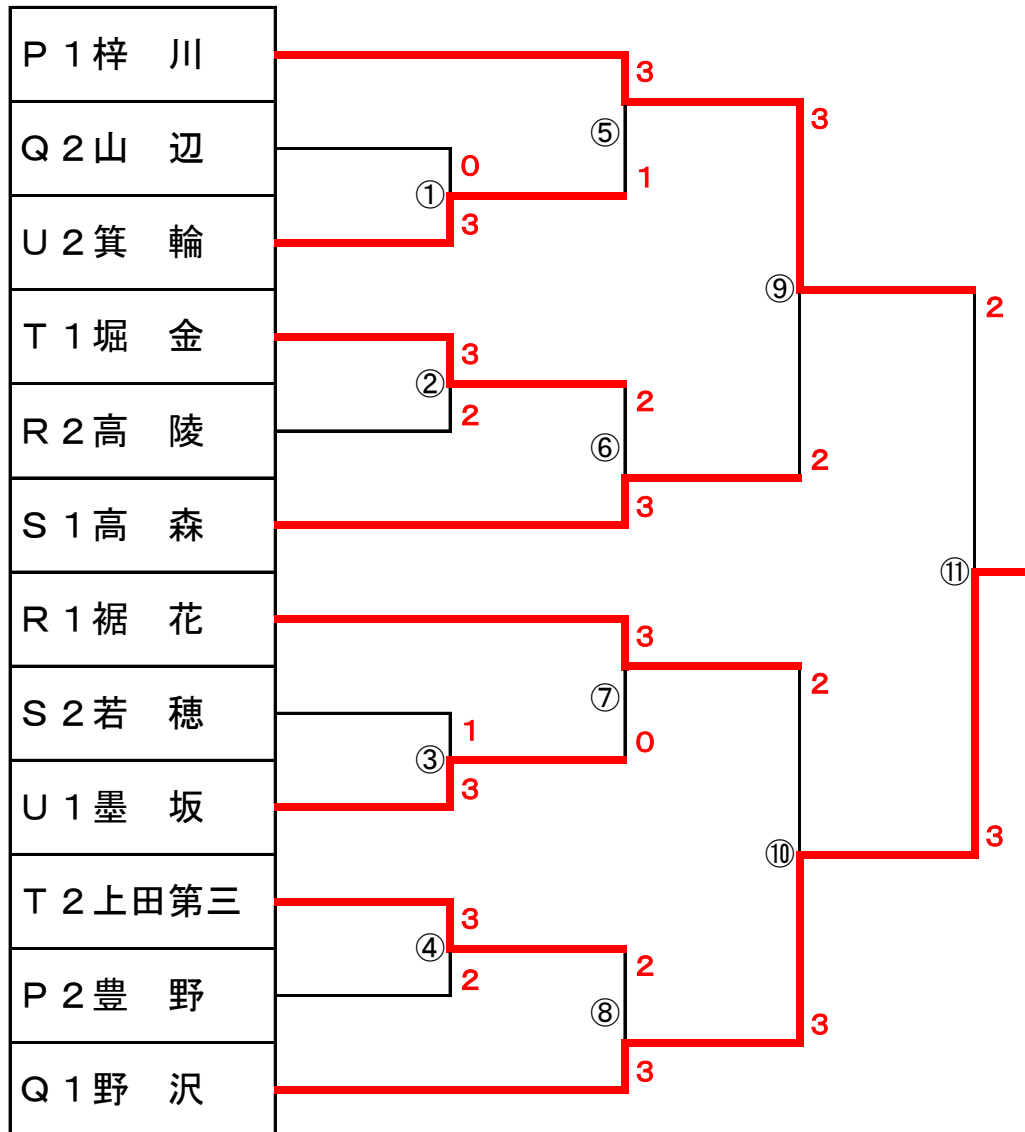 Ｐ１梓　川
3
3
Ｑ２山　辺
⑤
0
①
1
3
Ｕ２箕　輪
⑨
2
Ｔ１堀　金
3
②
2
2
Ｒ２高　陵
⑥
2
3
Ｓ１高　森
⑪
Ｒ１裾　花
3
2
⑦
Ｓ２若　穂
1
0
③
3
Ｕ１墨　坂
3
⑩
Ｔ２上田第三
3
④
2
2
Ｐ２豊　野
⑧
3
3
Ｑ１野　沢